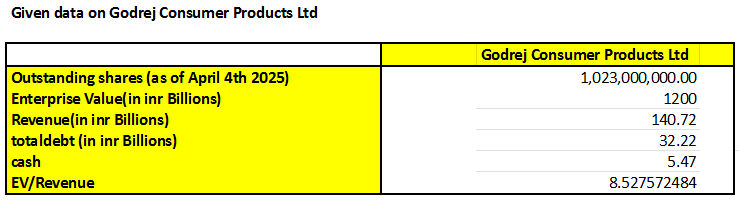 Given data on Godrej Consumer Products Ltd
Godrej Consumer Products Ltd
Outstanding shares (as of April 4th 2025) 1,023,000,000.00
Enterprise Value(in inr Billions) 1200
Revenue(in inr Billions) 140.72
totaldebt (in inr Billions) 32.22
cash 5.47
EV/Revenue 8.527572484